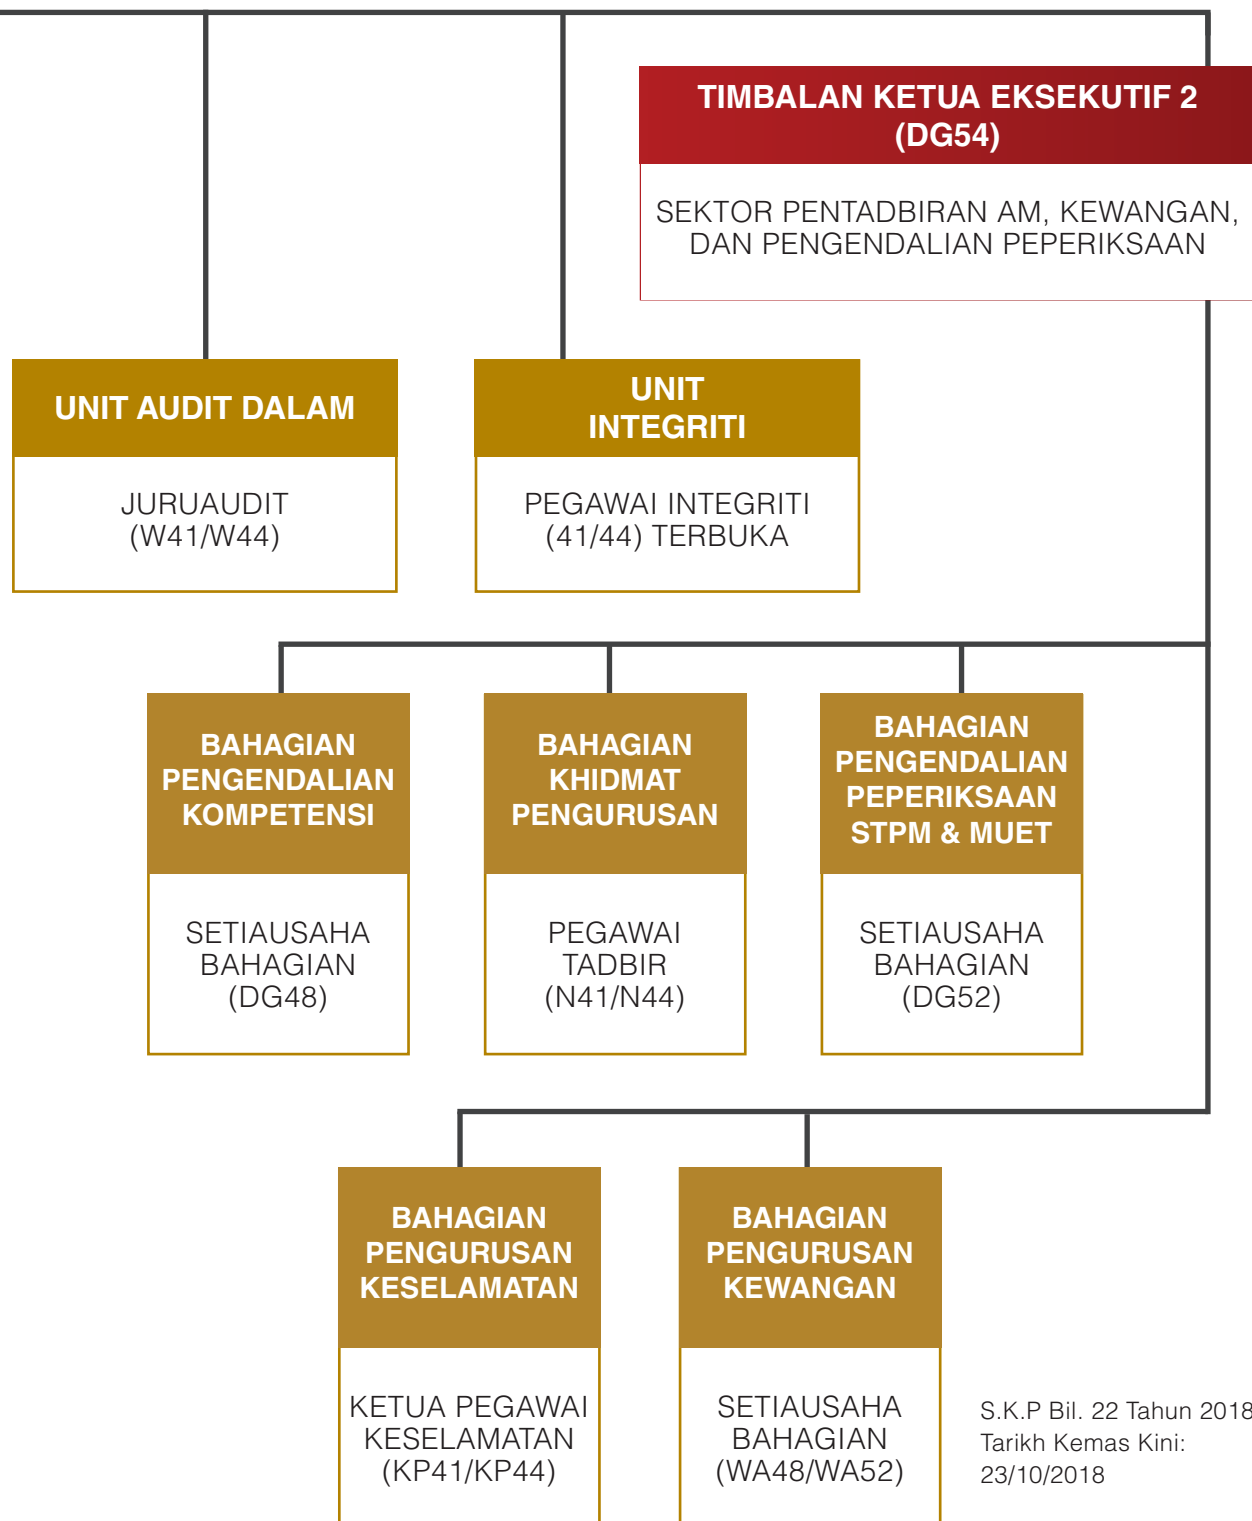 TIMBALAN KETUA EKSEKUTIF 2
(DG54)
SEKTOR PENTADBIRAN AM, KEWANGAN,
DAN PENGENDALIAN PEPERIKSAAN
UNIT AUDIT DALAM
JURUAUDIT
(W41/W44)
UNIT
INTEGRITI
PEGAWAI INTEGRITI
(41/44) TERBUKA
BAHAGIAN
PENGENDALIAN
KOMPETENSI
SETIAUSAHA
BAHAGIAN
(DG48)
BAHAGIAN
KHIDMAT
PENGURUSAN
PEGAWAI
TADBIR
(N41/N44)
BAHAGIAN
PENGENDALIAN
PEPERIKSAAN
STPM & MUET
SETIAUSAHA
BAHAGIAN
(DG52)
BAHAGIAN
PENGURUSAN
KESELAMATAN
KETUA PEGAWAI
KESELAMATAN
(KP41/KP44)
BAHAGIAN
PENGURUSAN
KEWANGAN
SETIAUSAHA
BAHAGIAN
(WA48/WA52)
S.K.P Bil. 22 Tahun 2018
Tarikh Kemas Kini:
23/10/2018